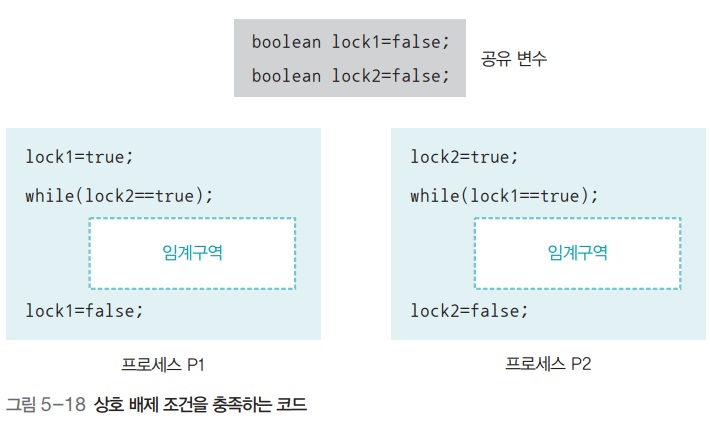 boolean lock1=false;
boolean lock2=false;
공유 변수
lock1=true;
while(lock2==true);
임계구역
lock1=false;
프로세스 P1
lock2=true;
while(lock1==true);
임계구역
lock2=false;
프로세스 P2
그림 5-18 상호 배제 조건을 충족하는 코드